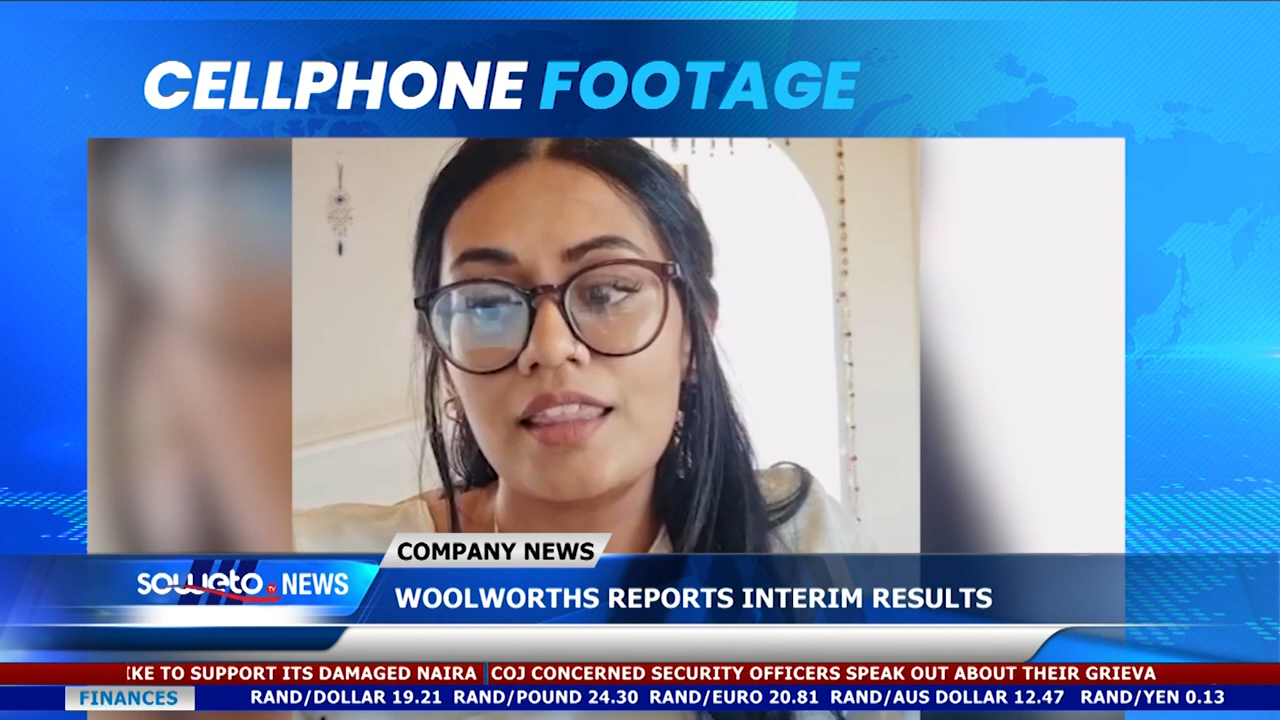 CELLPHONE FOOTAGE
COMPANY NEWS
soweto TV NEWS
WOOLWORTHS REPORTS INTERIM RESULTS
KE TO SUPPORT ITS DAMAGED NAIRA | COJ CONCERNED SECURITY OFFICERS SPEAK OUT ABOUT THEIR GRIEVA
FINANCES RAND/DOLLAR 19.21 RAND/POUND 24.30 RAND/EURO 20.81 RAND/AUS DOLLAR 12.47 RAND/YEN 0.13